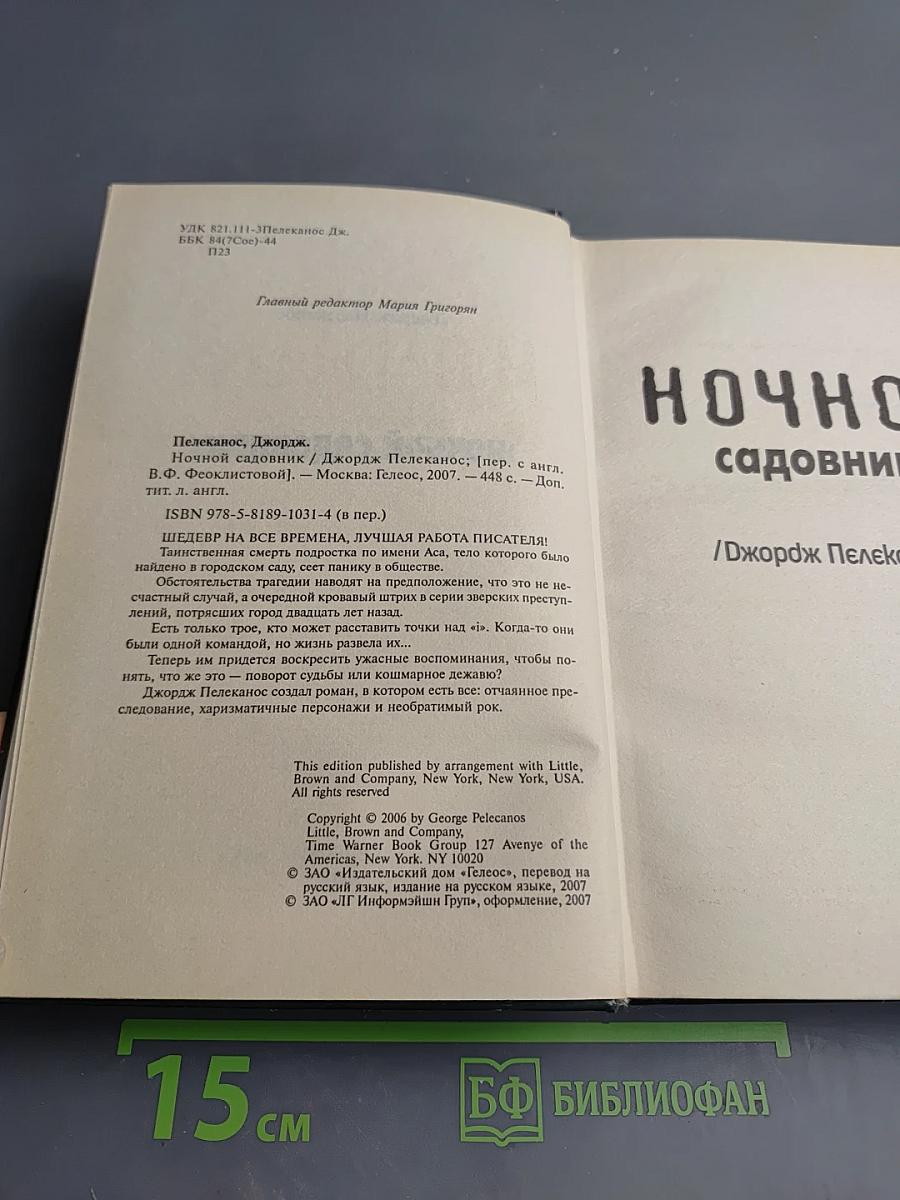 УДК 821.111-3Пелеканос Дж.
ББК 84(7Сое)-44
П23
Главный редактор Мария Григорян
Пелеканос, Джордж.
Ночной садовник / Джордж Пелеканос; [пер. с англ.
В.Ф. Феоклистовой]. — Москва: Гелеос, 2007. — 448 с. — Доп.
тит. л. англ.
ISBN 978-5-8189-1031-4 (в пер.)
ШЕДЕВР НА ВСЕ ВРЕМЕНА, ЛУЧШАЯ РАБОТА ПИСАТЕЛЯ!
Таинственная смерть подростка по имени Аса, тело которого было
найдено в городском саду, сеет панику в обществе.
Обстоятельства трагедии наводят на предположение, что это не не-
счастный случай, а очередной кровавый штрих в серии зверских преступ-
лений, потрясших город двадцать лет назад.
Есть только трое, кто может расставить точки над «i». Когда-то они
были одной командой, но жизнь развела их...
Теперь им придется воскресить ужасные воспоминания, чтобы по-
нять, что же это — поворот судьбы или кошмарное дежавю?
Джордж Пелеканос создал роман, в котором есть все: отчаянное пре-
следование, харизматичные персонажи и необратимый рок.
This edition published by arrangement with Little,
Brown and Company, New York, New York, USA.
All rights reserved
Copyright © 2006 by George Pelecanos
Little, Brown and Company,
Time Warner Book Group 127 Avenye of the
Americas, New York. NY 10020
© ЗАО «Издательский дом «Гелеос», перевод на
русский язык, издание на русском языке, 2007
© ЗАО «ЛГ Информэйшн Груп», оформление, 2007
НОЧНО
садовник
/Джордж Пелек
15 см
БФ БИБЛИОФАН